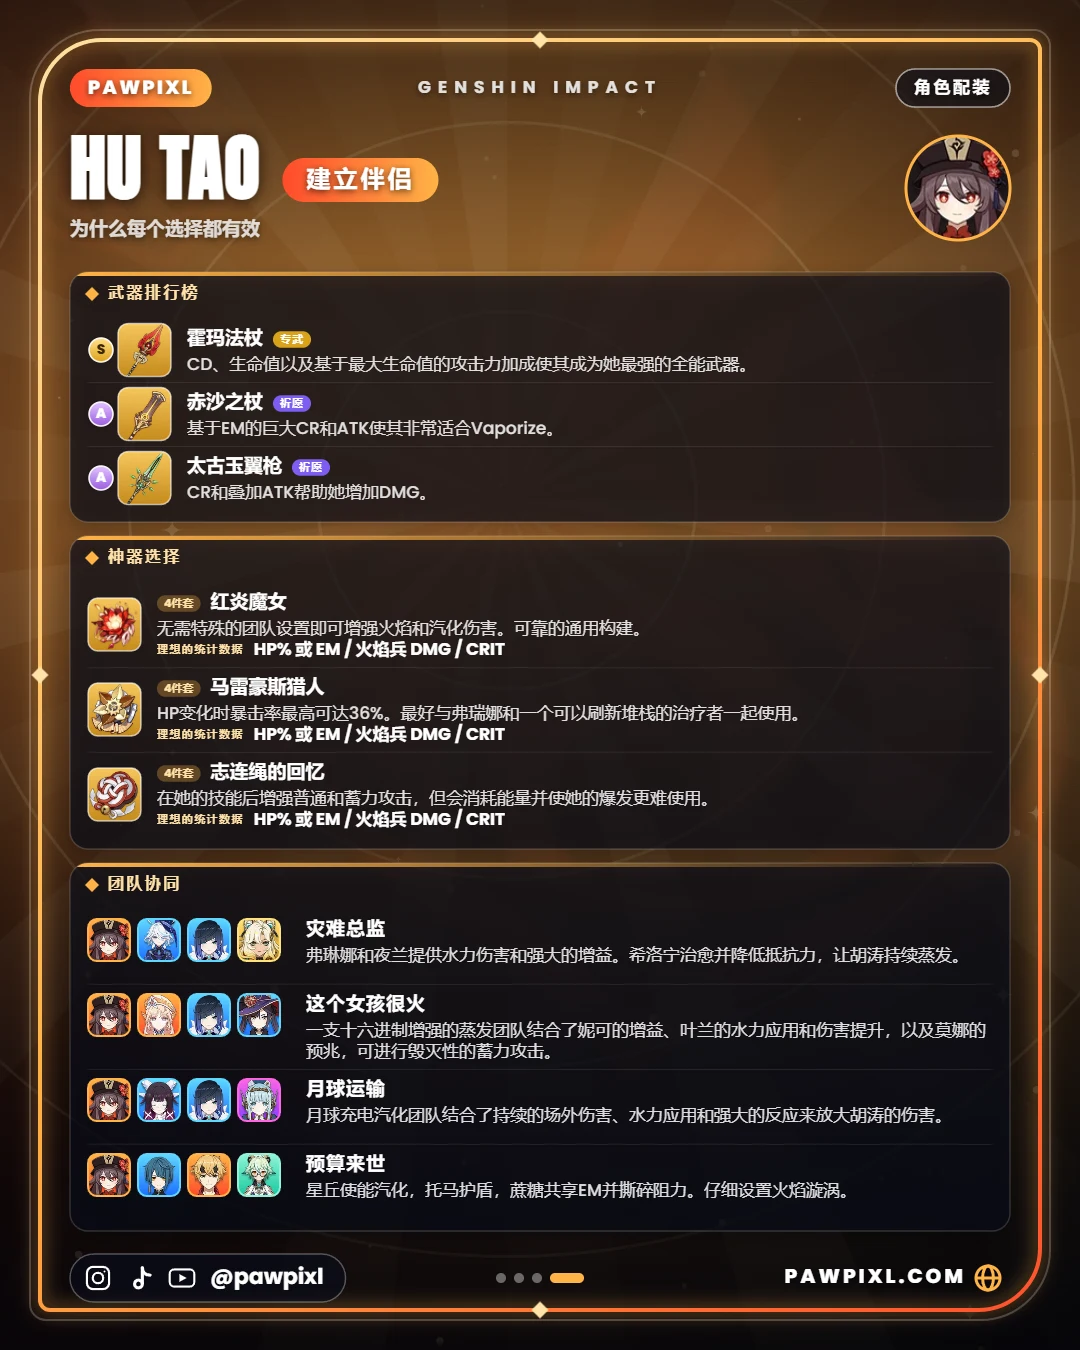 PAWPIXL
GENSHIN IMPACT
角色配装
HU TAO
建立伴侣
为什么每个选择都有效
武器排行榜
S
霍玛法杖 专武
CD、生命值以及基于最大生命值的攻击力加成使其成为她最强的全能武器。
A
赤沙之杖 祈愿
基于EM的巨大CR和ATK使其非常适合Vaporize。
A
太古玉翼枪 祈愿
CR和叠加ATK帮助她增加DMG。
神器选择
4件套 红炎魔女
无需特殊的团队设置即可增强火焰和汽化伤害。可靠的通用构建。
理想的统计数据 HP% 或 EM / 火焰兵 DMG / CRIT
4件套 马雷豪斯猎人
HP变化时暴击率最高可达36%。最好与弗瑞娜和一个可以刷新堆栈的治疗者一起使用。
理想的统计数据 HP% 或 EM / 火焰兵 DMG / CRIT
4件套 志连绳的回忆
在她的技能后增强普通和蓄力攻击，但会消耗能量并使她的爆发更难使用。
理想的统计数据 HP% 或 EM / 火焰兵 DMG / CRIT
团队协同
灾难总监
弗琳娜和夜兰提供水力伤害和强大的增益。希洛宁治愈并降低抵抗力，让胡涛持续蒸发。
这个女孩很火
一支十六进制增强的蒸发团队结合了妮可的增益、叶兰的水力应用和伤害提升，以及莫娜的
预兆，可进行毁灭性的蓄力攻击。
月球运输
月球充电汽化团队结合了持续的场外伤害、水力应用和强大的反应来放大胡涛的伤害。
预算来世
星丘使能汽化，托马护盾，蔗糖共享EM并撕碎阻力。仔细设置火焰漩涡。
@pawpixl
PAWPIXL.COM